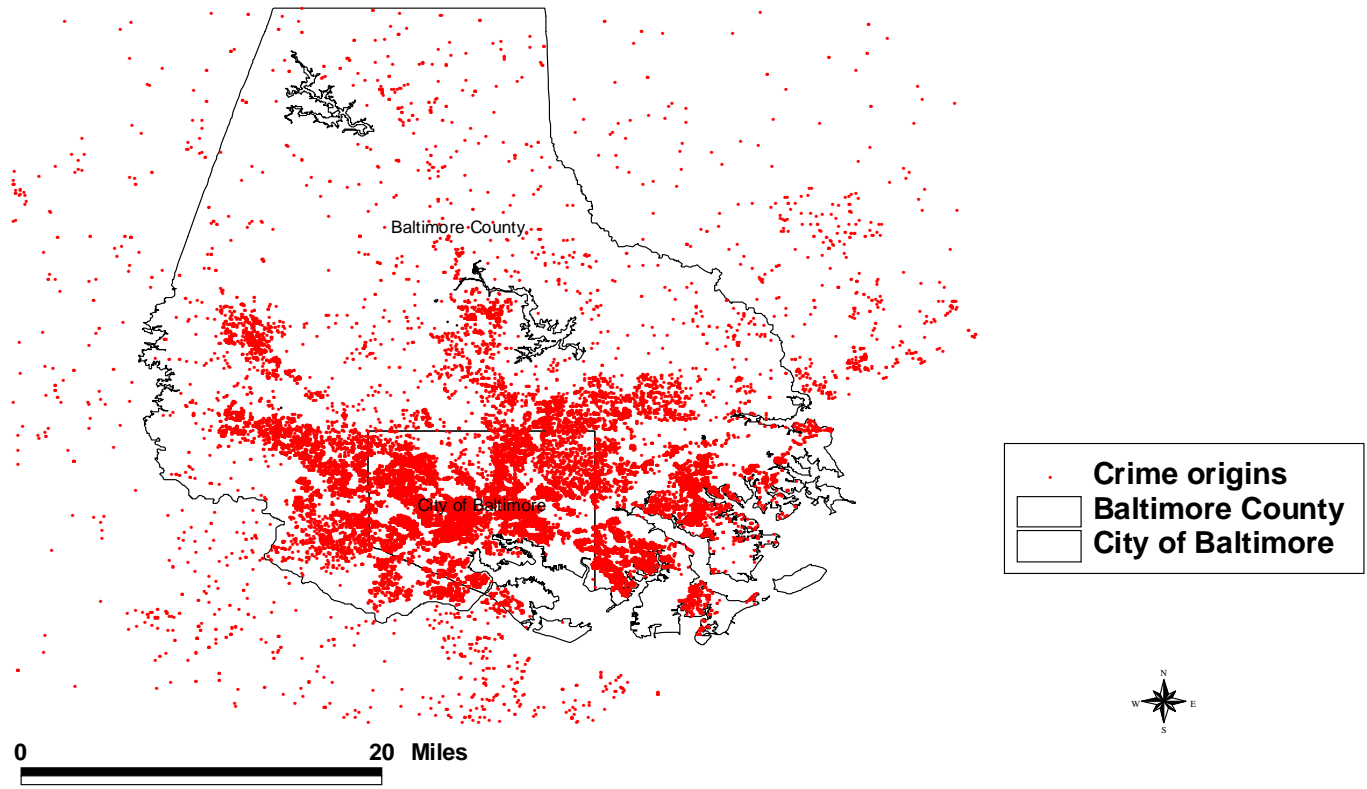 Baltimore County
City of Baltimore
Crime origins
Baltimore County
City of Baltimore
N
W E
S
0 20 Miles